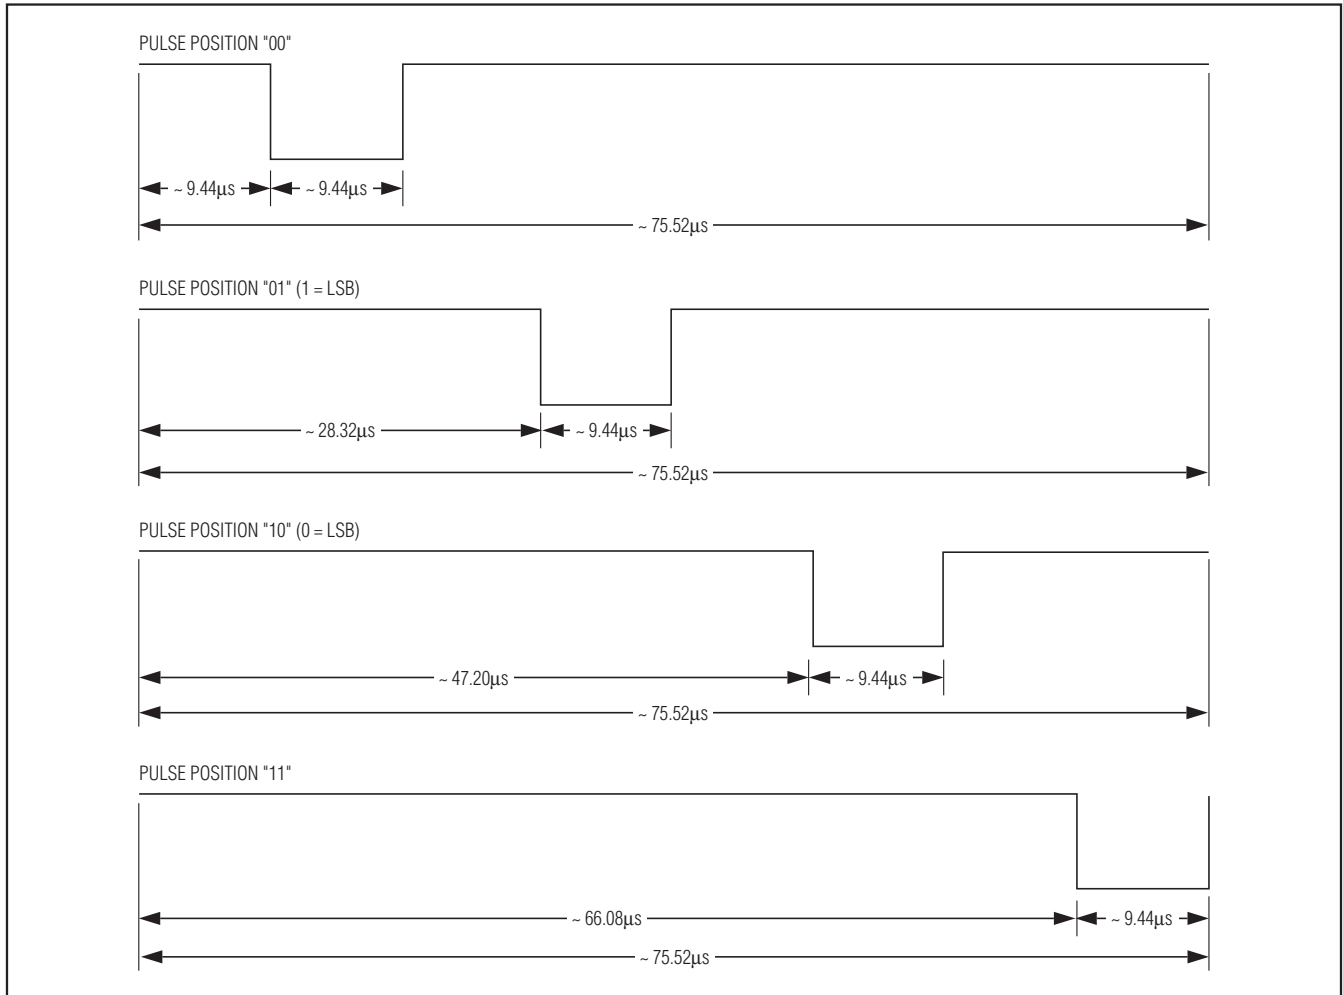 PULSE POSITION "00"
~ 9.44µs
~ 9.44µs
~ 75.52µs
PULSE POSITION "01" (1 = LSB)
~ 28.32µs
~ 9.44µs
~ 75.52µs
PULSE POSITION "10" (0 = LSB)
~ 47.20µs
~ 9.44µs
~ 75.52µs
PULSE POSITION "11"
~ 66.08µs
~ 9.44µs
~ 75.52µs